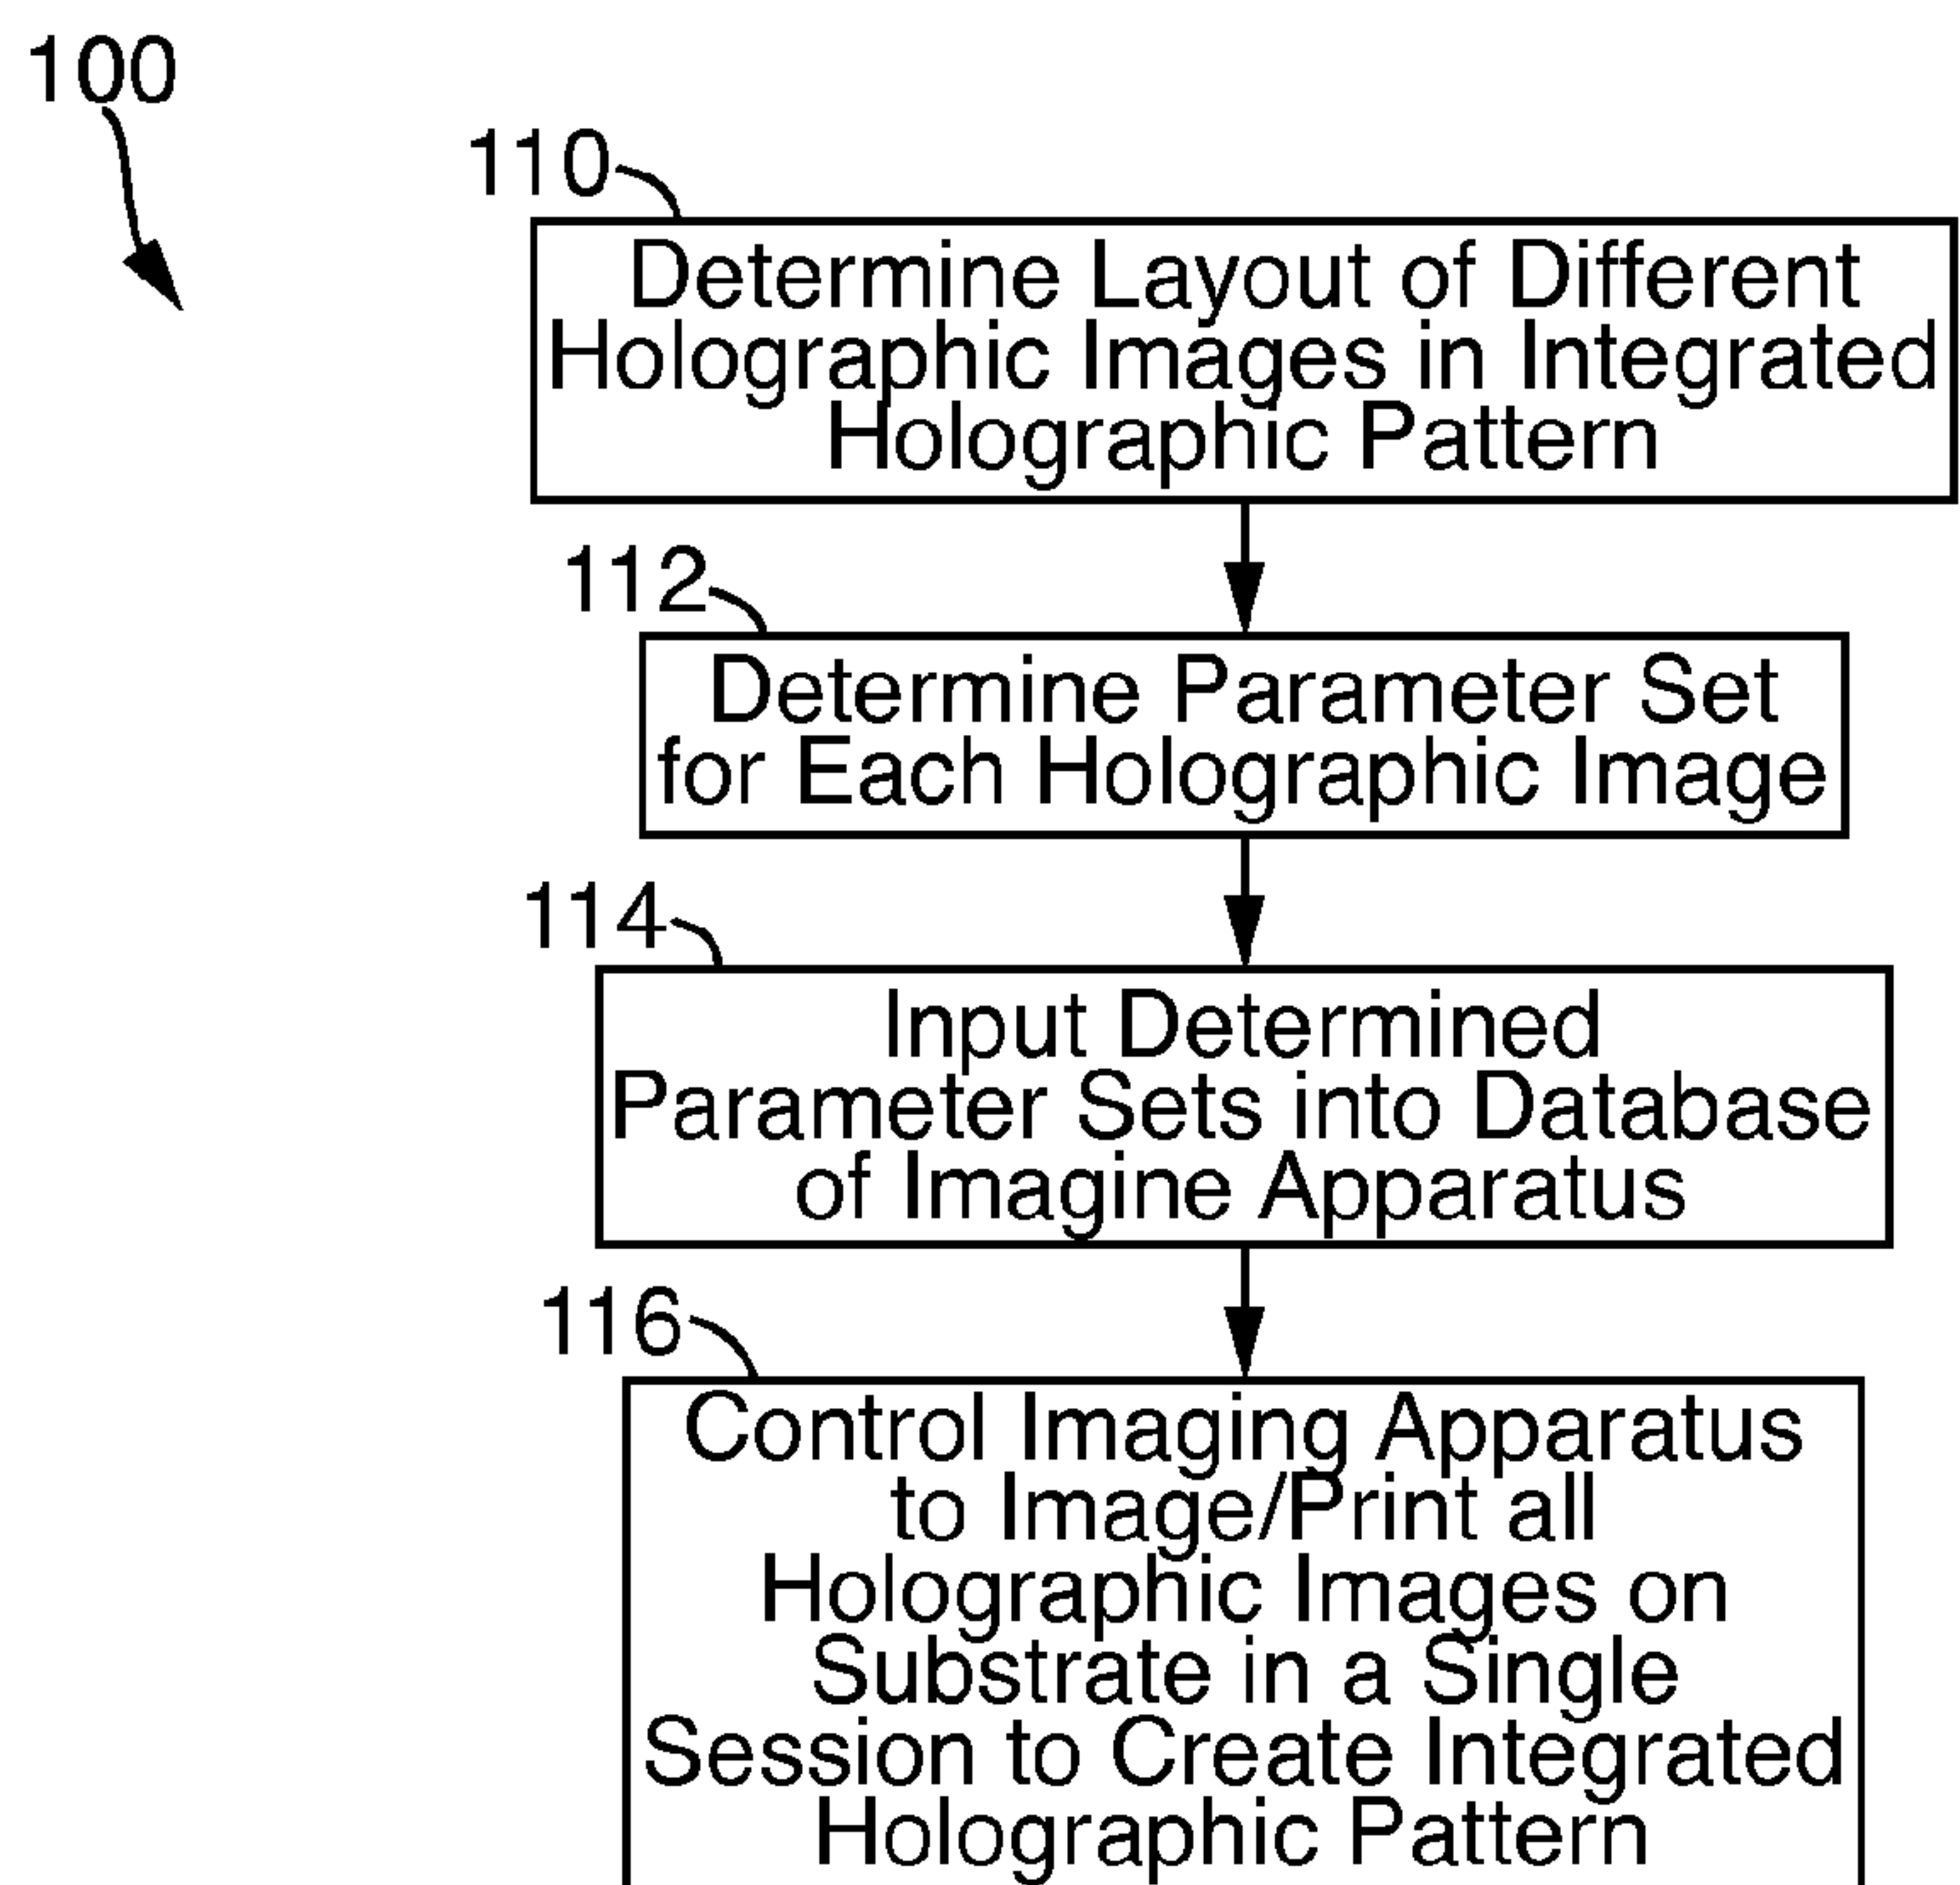 100
110
Determine Layout of Different
Holographic Images in Integrated
Holographic Pattern
112
Determine Parameter Set
for Each Holographic Image
114
Input Determined
Parameter Sets into Database
of Imagine Apparatus
116
Control Imaging Apparatus
to Image/Print all
Holographic Images on
Substrate in a Single
Session to Create Integrated
Holographic Pattern